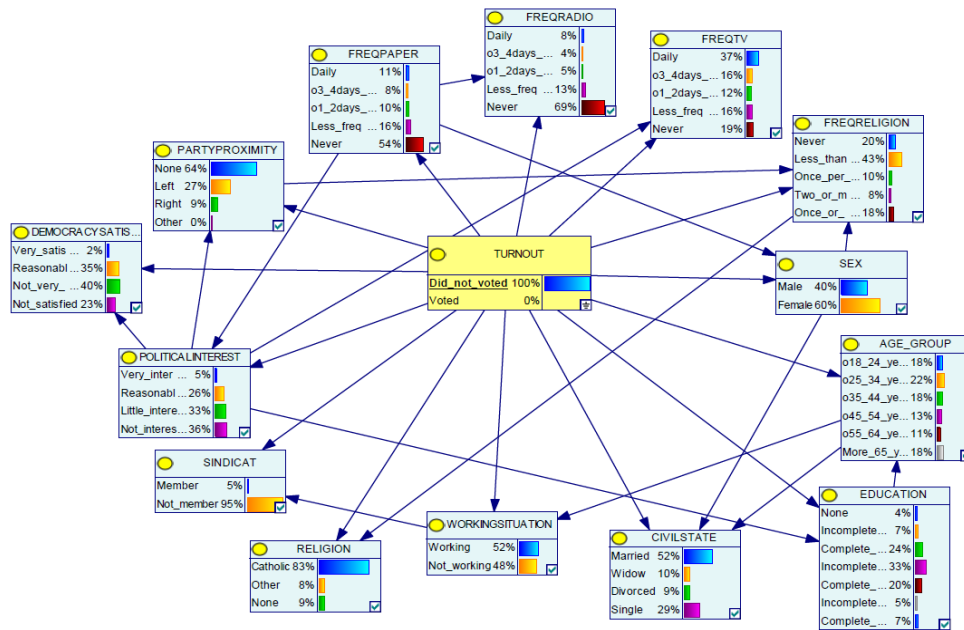 FREQRADIO
Daily 8%
o3_4days_... 4%
o1_2days_... 5%
Less_freq ... 13%
Never 69%
FREQPAPER
Daily 11%
o3_4days_... 8%
o1_2days_... 10%
Less_freq ... 16%
Never 54%
FREQTV
Daily 37%
o3_4days_... 16%
o1_2days_... 12%
Less_freq ... 16%
Never 19%
FREQRELIGION
Never 20%
Less_than ... 43%
Once_per_... 10%
Two_or_m ... 8%
Once_or_ ... 18%
PARTYPROXIMITY
None 64%
Left 27%
Right 9%
Other 0%
DEMOCRACYSATIS...
Very_satis ... 2%
Reasonabl ... 35%
Not_very_ ... 40%
Not_satisfied 23%
TURNOUT
Did_not_voted 100%
Voted 0%
SEX
Male 40%
Female 60%
POLITICALINTEREST
Very_inter ... 5%
Reasonabl ... 26%
Little_intere... 33%
Not_interes... 36%
AGE_GROUP
o18_24_ye... 18%
o25_34_ye... 22%
o35_44_ye... 18%
o45_54_ye... 13%
o55_64_ye... 11%
More_65_y... 18%
SINDICAT
Member 5%
Not_member 95%
EDUCATION
None 4%
Incomplete... 7%
Complete_... 24%
Incomplete... 33%
Complete_... 20%
Incomplete... 5%
Complete_... 7%
WORKINGSITUATION
Working 52%
Not_working 48%
CIVILSTATE
Married 52%
Widow 10%
Divorced 9%
Single 29%
RELIGION
Catholic 83%
Other 8%
None 9%